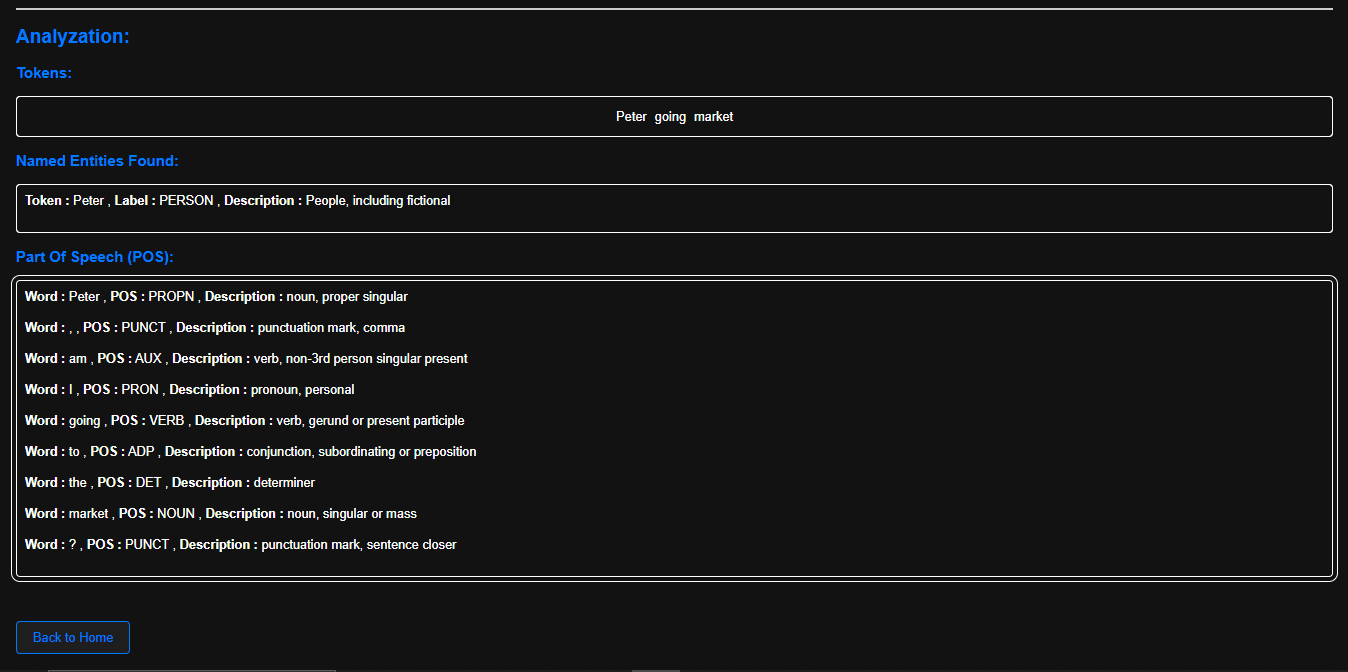 Analyzation:
Tokens:
Peter going market
Named Entities Found:
Token : Peter , Label : PERSON , Description : People, including fictional
Part Of Speech (POS):
Word : Peter , POS : PROPN , Description : noun, proper singular
Word : , , POS : PUNCT , Description : punctuation mark, comma
Word : am , POS : AUX , Description : verb, non-3rd person singular present
Word : I , POS : PRON , Description : pronoun, personal
Word : going , POS : VERB , Description : verb, gerund or present participle
Word : to , POS : ADP , Description : conjunction, subordinating or preposition
Word : the , POS : DET , Description : determiner
Word : market , POS : NOUN , Description : noun, singular or mass
Word : ? , POS : PUNCT , Description : punctuation mark, sentence closer
Back to Home